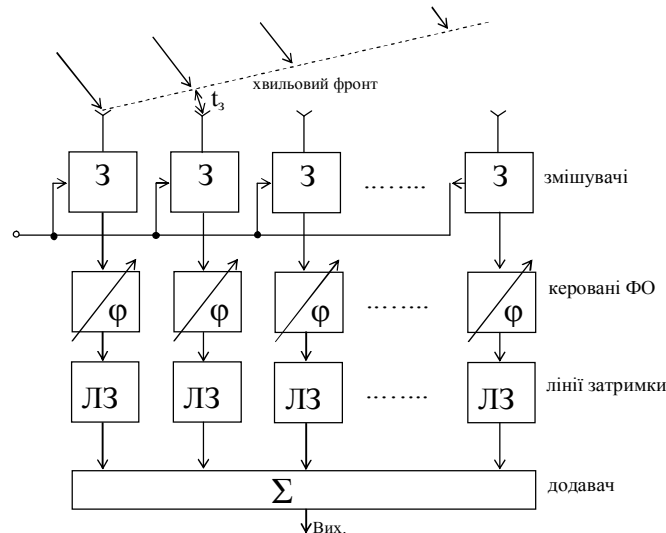 хвильовий фронт
tз
З З З ........ З змішувачі
φ φ φ ........ φ керовані ФО
ЛЗ ЛЗ ЛЗ ........ ЛЗ лінії затримки
Σ додавач
Вих.